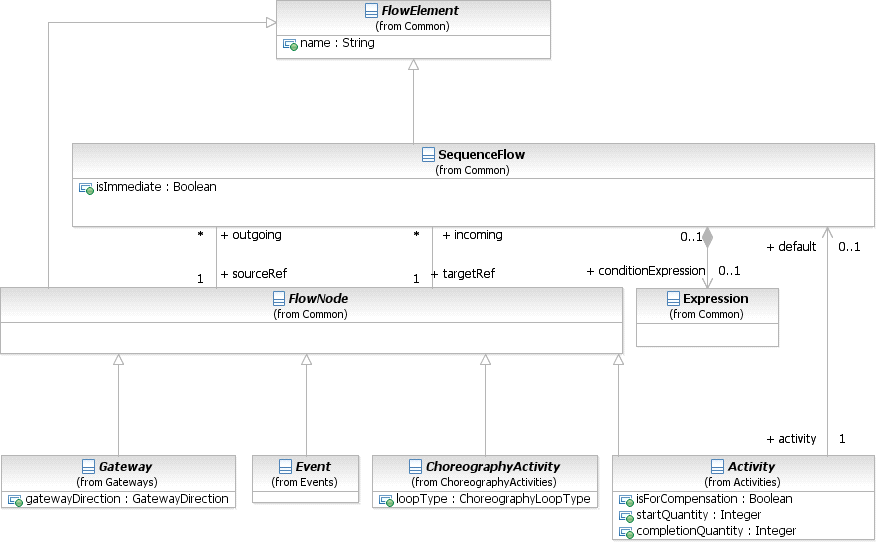 FlowElement
(from Common)
name : String
SequenceFlow
(from Common)
isImmediate : Boolean
* + outgoing * + incoming 0..1 + default 0..1
1 + sourceRef 1 + targetRef + conditionExpression 0..1
FlowNode
(from Common)
Expression
(from Common)
+ activity 1
Gateway
(from Gateways)
gatewayDirection : GatewayDirection
Event
(from Events)
ChoreographyActivity
(from ChoreographyActivities)
loopType : ChoreographyLoopType
Activity
(from Activities)
isForCompensation : Boolean
startQuantity : Integer
completionQuantity : Integer